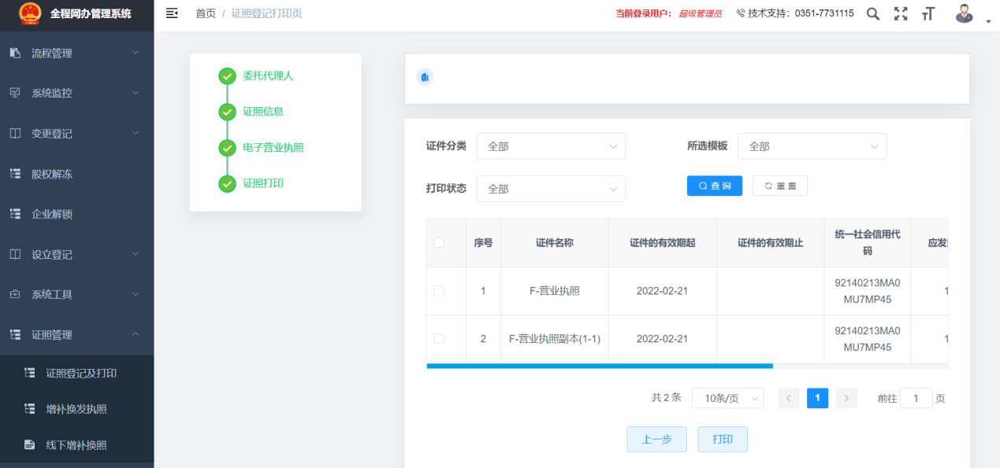 全程网办管理系统
首页 / 证照登记打印页
当前登录用户： 超级管理员
技术支持：0351-7731115
流程管理
系统监控
变更登记
股权解冻
企业解锁
设立登记
系统工具
证照管理
证照登记及打印
增补换发执照
线下增补换照
委托代理人
证照信息
电子营业执照
证照打印
证件分类 全部
所选模板 全部
打印状态 全部
查 询
重 置
序号 证件名称 证件的有效期起 证件的有效期止 统一社会信用代码 应发
1 F-营业执照 2022-02-21 92140213MA0MU7MP45 1
2 F-营业执照副本(1-1) 2022-02-21 92140213MA0MU7MP45 1
共 2 条 10条/页 1 前往 1 页
上一步 打印